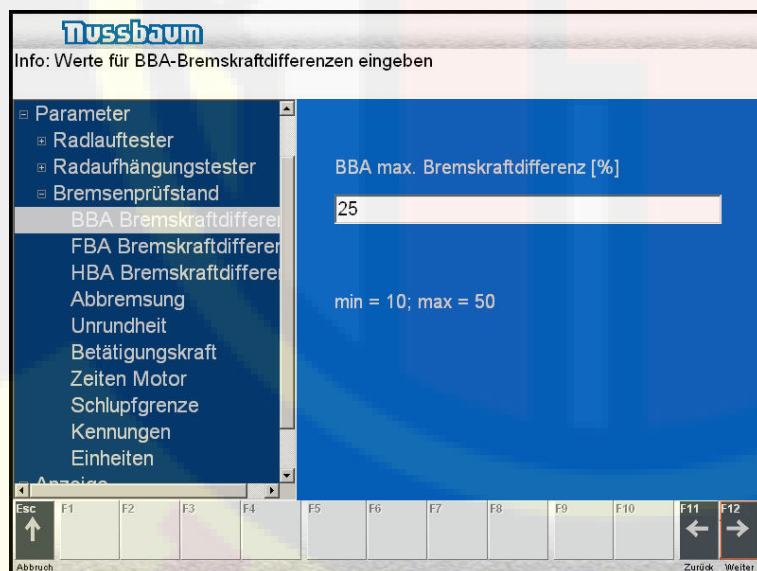 Nussbaum
Info: Werte für BBA-Bremskraftdifferenzen eingeben
Parameter
Radlauftester
Radaufhängungstester
Bremsenprüfstand
BBA Bremskraftdifferen
FBA Bremskraftdifferen
HBA Bremskraftdifferen
Abbremsung
Unrundheit
Betätigungskraft
Zeiten Motor
Schlupfgrenze
Kennungen
Einheiten
Anzeige
BBA max. Bremskraftdifferenz [%]
25
min = 10; max = 50
Esc F1 F2 F3 F4 F5 F6 F7 F8 F9 F10 F11 F12
Abbruch Zurück Weiter